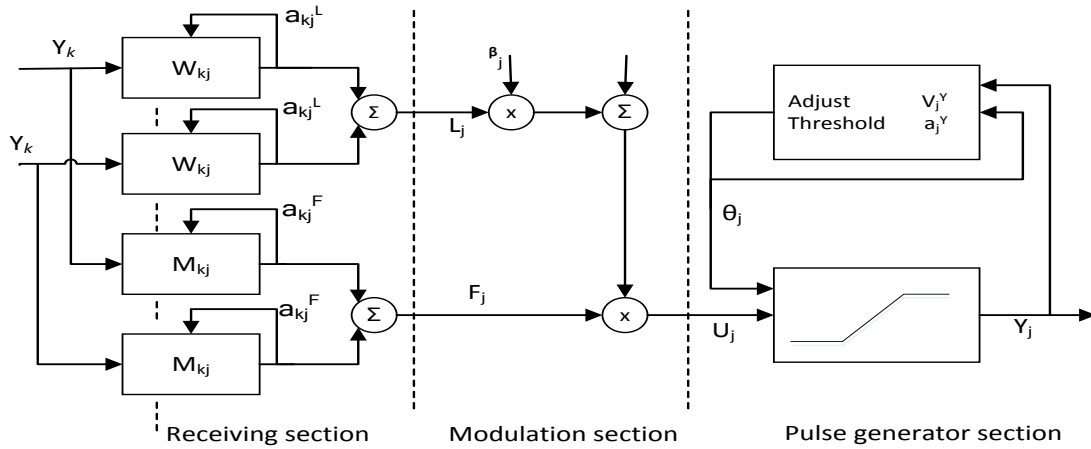 a_kj^L
Y_k
W_kj
a_kj^L
Y_k
W_kj
a_kj^F
M_kj
a_kj^F
M_kj
Σ
Σ
L_j
β_j
x
Σ
F_j
x
U_j
Adjust V_j^Y
Threshold a_j^Y
θ_j
Y_j
Receiving section
Modulation section
Pulse generator section